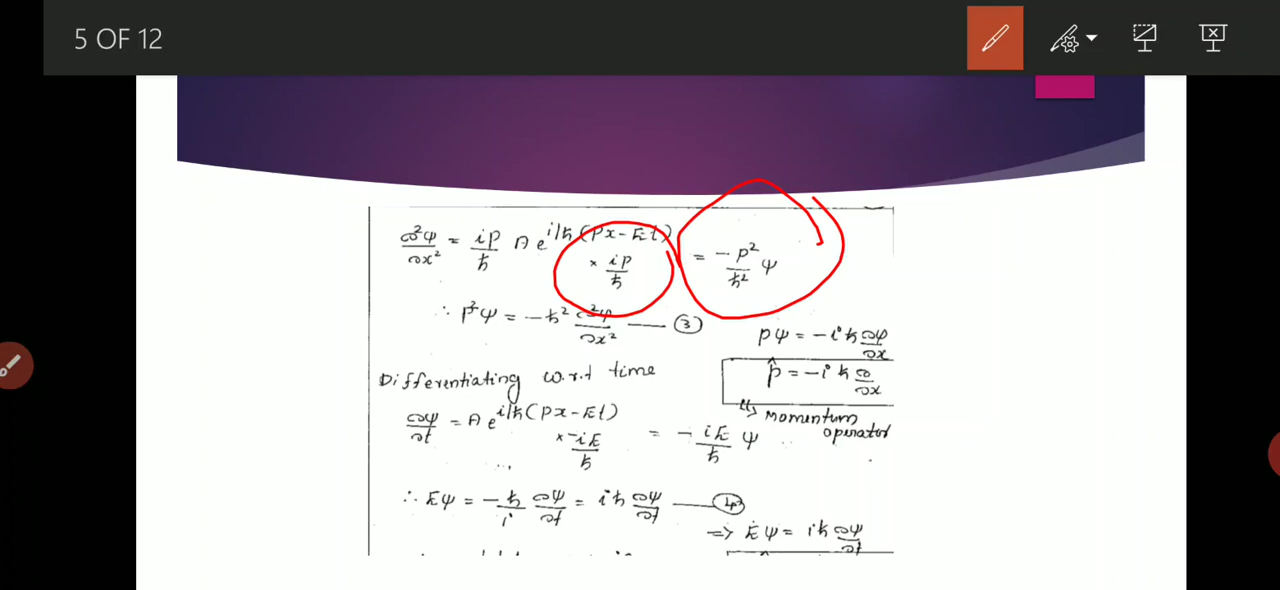 5 OF 12
∂²ψ/∂x² = ip/ħ A e^{i/ħ(Px-Et)} × ip/ħ = -p²/ħ² ψ
∴ p²ψ = -ħ² ∂²ψ/∂x² —— ③
pψ = -iħ ∂ψ/∂x
p̂ = -iħ ∂/∂x
⇒ momentum
operator
Differentiating w.r.t time
∂ψ/∂t = A e^{i/ħ(Px-Et)} × -iE/ħ = -iE/ħ ψ
∴ Eψ = -ħ/i ∂ψ/∂t = iħ ∂ψ/∂t —— ④
⇒ Eψ = iħ ∂ψ/∂t